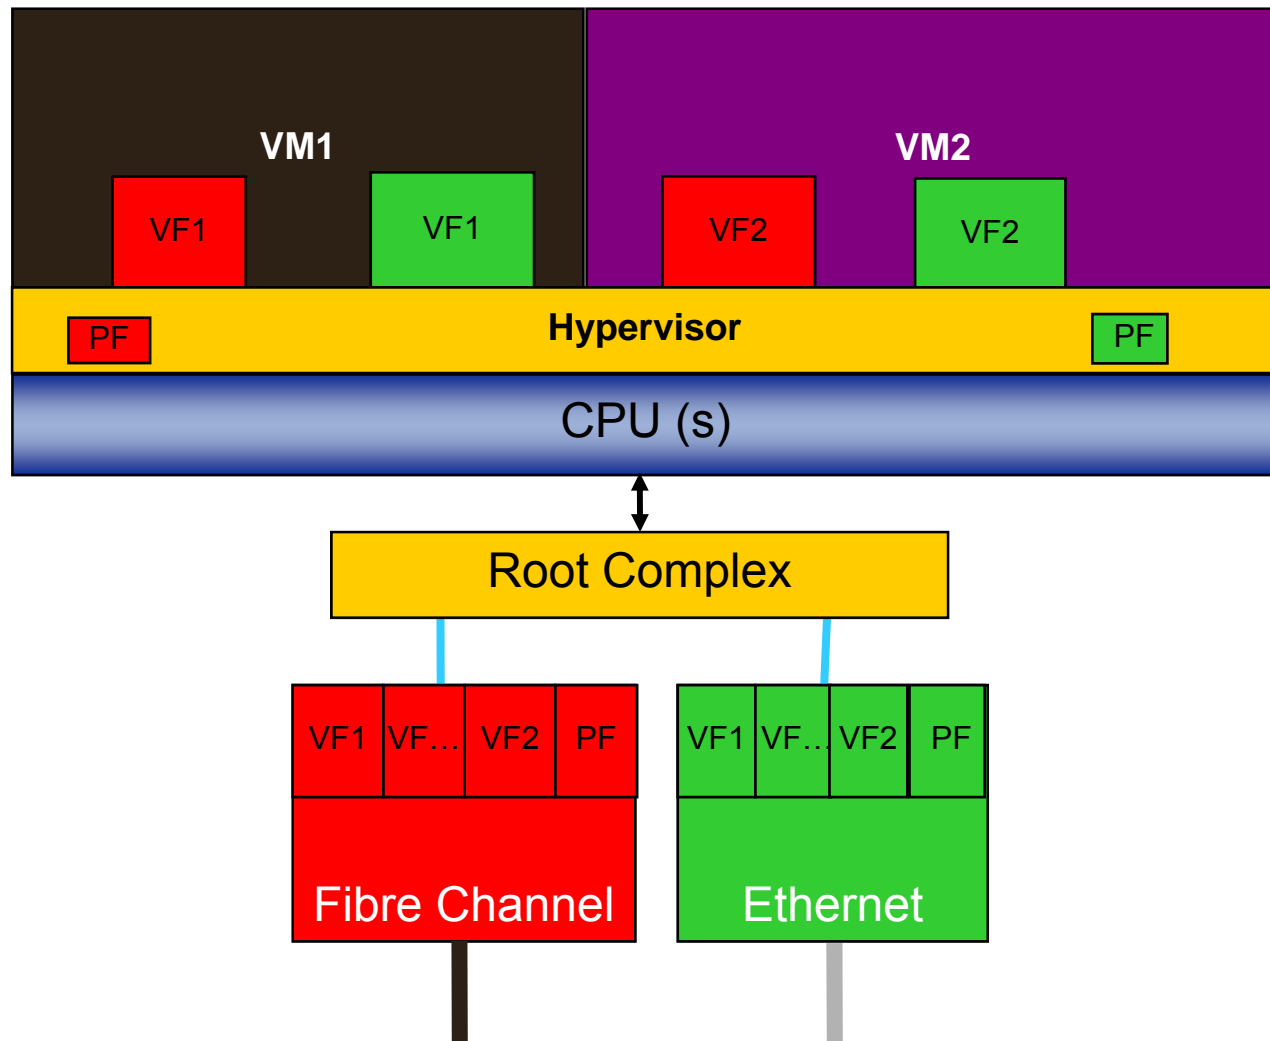 VM1
VM2
VF1
VF1
VF2
VF2
PF
Hypervisor
PF
CPU (s)
Root Complex
VF1
VF...
VF2
PF
VF1
VF...
VF2
PF
Fibre Channel
Ethernet